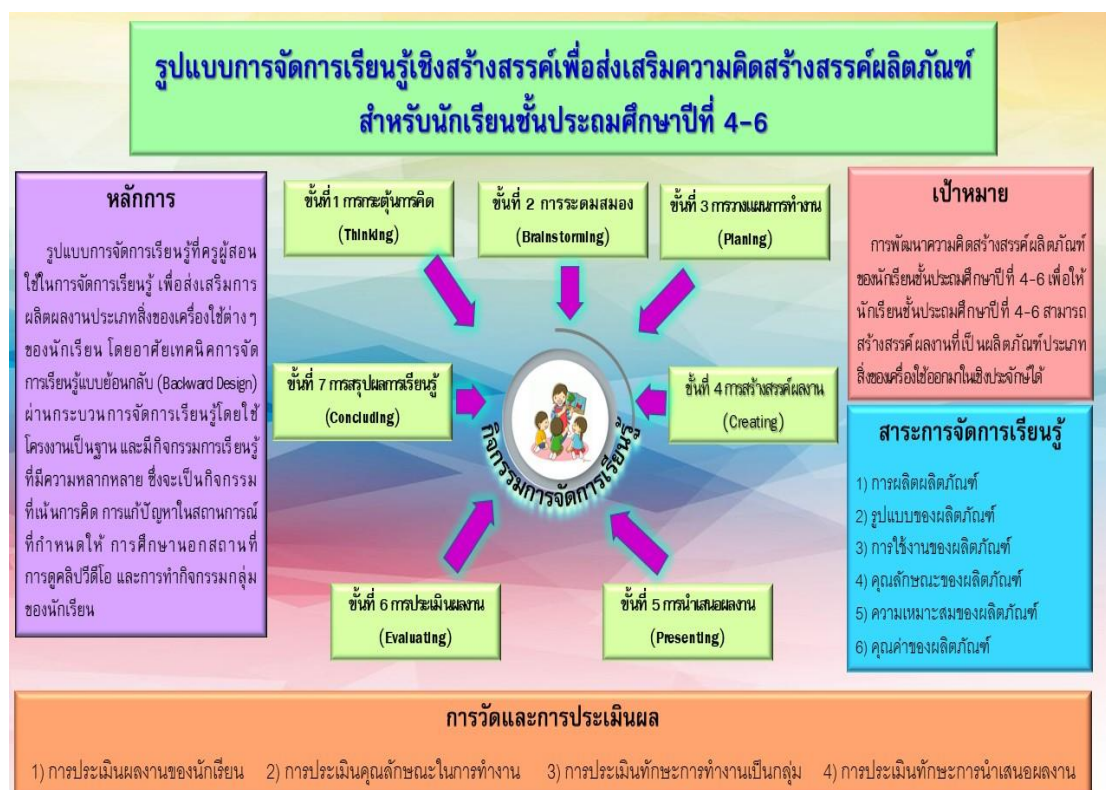 รูปแบบการจัดการเรียนรู้เชิงสร้างสรรค์เพื่อส่งเสริมความคิดสร้างสรรค์ผลิตภัณฑ์
สำหรับนักเรียนชั้นประถมศึกษาปีที่ 4-6
หลักการ
รูปแบบการจัดการเรียนรู้ที่ครูผู้สอน
ใช้ในการจัดการเรียนรู้ เพื่อส่งเสริมการ
ผลิตผลงานประเภทสิ่งของเครื่องใช้ต่างๆ
ของนักเรียน โดยอาศัยเทคนิคการจัด
การเรียนรู้แบบย้อนกลับ (Backward Design)
ผ่านกระบวนการจัดการเรียนรู้โดยใช้
โครงงานเป็นฐาน และมีกิจกรรมการเรียนรู้
ที่มีความหลากหลาย ซึ่งจะเป็นกิจกรรม
ที่เน้นการคิด การแก้ปัญหาในสถานการณ์
ที่กำหนดให้ การศึกษานอกสถานที่
การดูคลิปวีดีโอ และการทำกิจกรรมกลุ่ม
ของนักเรียน
ขั้นที่ 1 การกระตุ้นการคิด
(Thinking)
ขั้นที่ 2 การระดมสมอง
(Brainstorming)
ขั้นที่ 3 การวางแผนการทำงาน
(Planing)
ขั้นที่ 7 การสรุปผลการเรียนรู้
(Concluding)
ขั้นที่ 4 การสร้างสรรค์ผลงาน
(Creating)
กิจกรรมการจัดการเรียนรู้
ขั้นที่ 6 การประเมินผลงาน
(Evaluating)
ขั้นที่ 5 การนำเสนอผลงาน
(Presenting)
เป้าหมาย
การพัฒนาความคิดสร้างสรรค์ผลิตภัณฑ์
ของนักเรียนชั้นประถมศึกษาปีที่ 4-6 เพื่อให้
นักเรียนชั้นประถมศึกษาปีที่ 4-6 สามารถ
สร้างสรรค์ผลงานที่เป็นผลิตภัณฑ์ประเภท
สิ่งของเครื่องใช้ออกมาในเชิงประจักษ์ได้
สาระการจัดการเรียนรู้
1) การผลิตผลิตภัณฑ์
2) รูปแบบของผลิตภัณฑ์
3) การใช้งานของผลิตภัณฑ์
4) คุณลักษณะของผลิตภัณฑ์
5) ความเหมาะสมของผลิตภัณฑ์
6) คุณค่าของผลิตภัณฑ์
การวัดและการประเมินผล
1) การประเมินผลงานของนักเรียน 2) การประเมินคุณลักษณะในการทำงาน 3) การประเมินทักษะการทำงานเป็นกลุ่ม 4) การประเมินทักษะการนำเสนอผลงาน